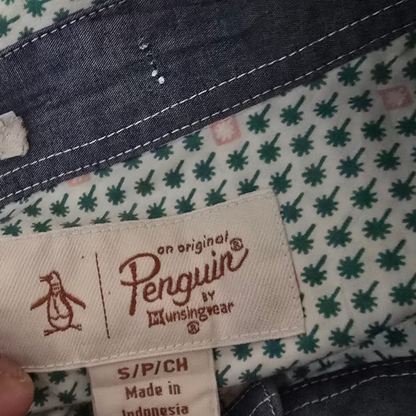 an original
Penguin®
BY
Munsingwear
®
S/P/CH
Made in
Indonesia